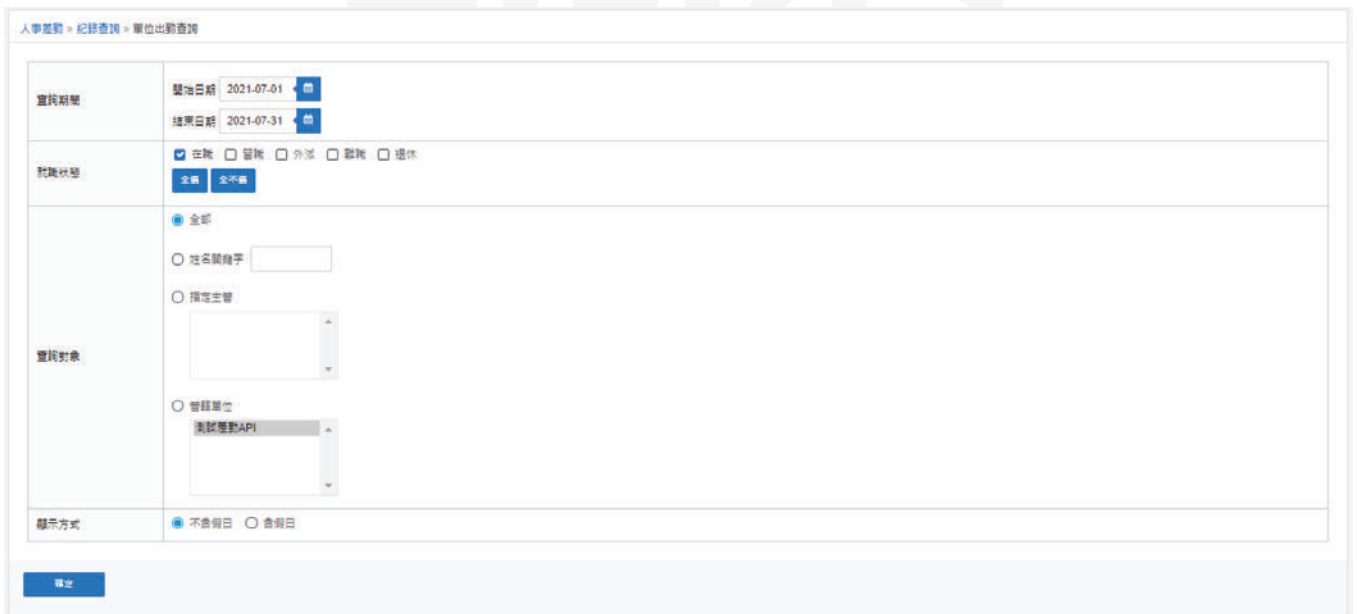 人事差勤 » 紀錄查詢 » 單位出勤查詢
查詢期間
開始日期 2021-07-01
結束日期 2021-07-31
就職狀態
在職 留職 外派 離職 退休
全選 全不選
查詢對象
全部
姓名關鍵字
指定主管
管轄單位
測試差勤API
顯示方式
不含假日 含假日
確定